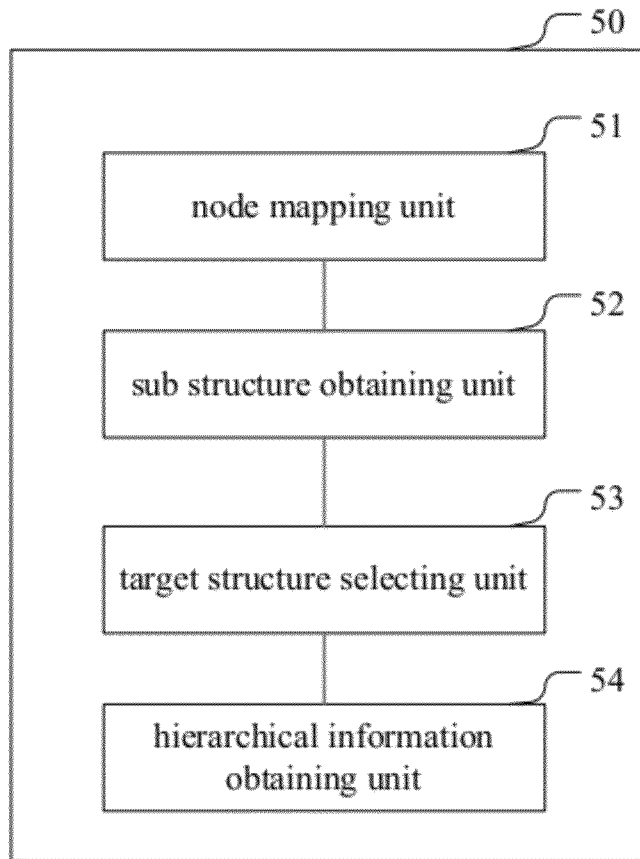 50
51
node mapping unit
52
sub structure obtaining unit
53
target structure selecting unit
54
hierarchical information
obtaining unit